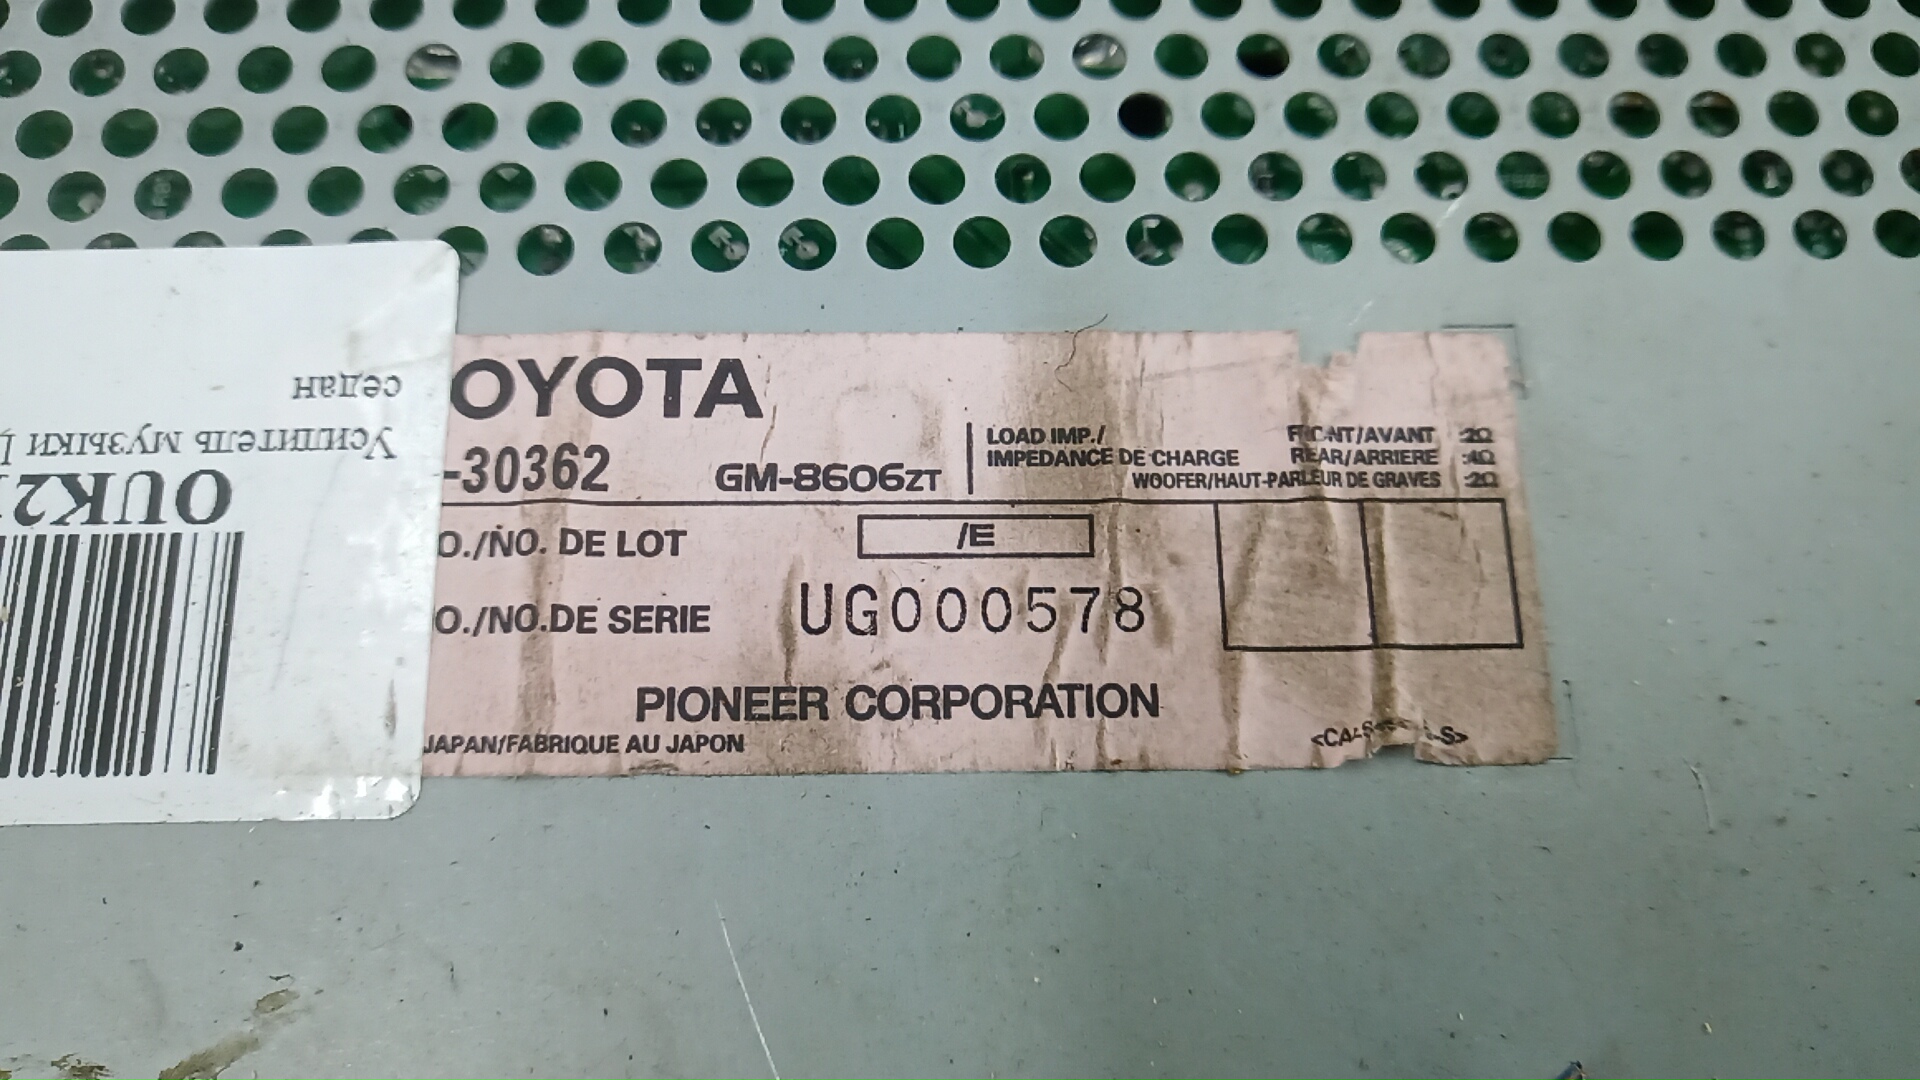 OYOTA
-30362
GM-8606ZT
LOAD IMP./
IMPEDANCE DE CHARGE
FRONT/AVANT :2Ω
REAR/ARRIERE :4Ω
WOOFER/HAUT-PARLEUR DE GRAVES :2Ω
O./NO. DE LOT
/E
O./NO.DE SERIE
UG000578
PIONEER CORPORATION
JAPAN/FABRIQUE AU JAPON
OUK2
Усилитель музыки
седан